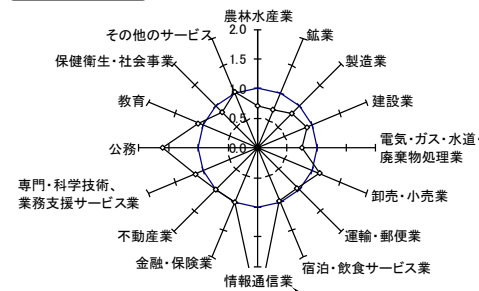 農林水産業
鉱業
製造業
建設業
電気・ガス・水道・
廃棄物処理業
卸売・小売業
運輸・郵便業
宿泊・飲食サービス業
情報通信業
金融・保険業
不動産業
専門・科学技術、
業務支援サービス業
公務
教育
保健衛生・社会事業
その他のサービス
2.0
1.5
1.0
0.5
0.0